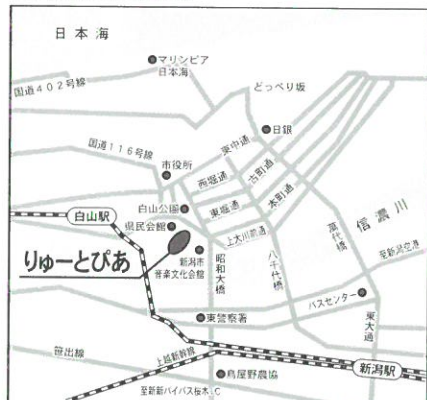 日本海
マリンピア
日本海
国道402号線
どっぺり坂
日銀
国道116号線
東中通
市役所
西堀通
古町通
白山公園
東堀通
本町通
信濃川
白山駅
県民会館
上大川前通
萬代橋
りゅーとぴあ
新潟市
音楽文化会館
昭和大橋
八千代橋
至新潟空港
バスセンター
東警察署
東大通
笹出線
上越新幹線
新潟駅
鳥屋野農協
至新新バイパス桜木I.C